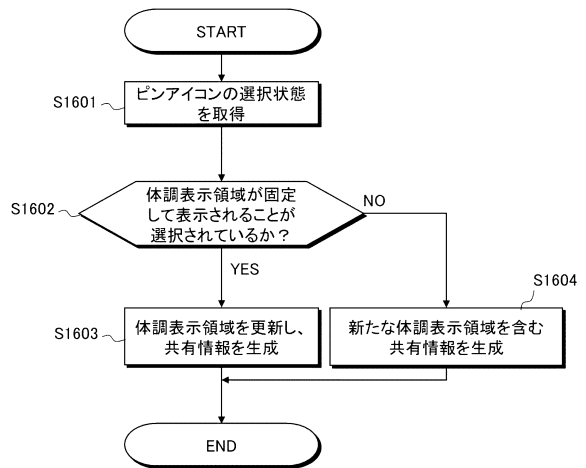 START
S1601
ピンアイコンの選択状態
を取得
S1602
体調表示領域が固定
して表示されることが
選択されているか?
NO
YES
S1603
体調表示領域を更新し、
共有情報を生成
S1604
新たな体調表示領域を含む
共有情報を生成
END